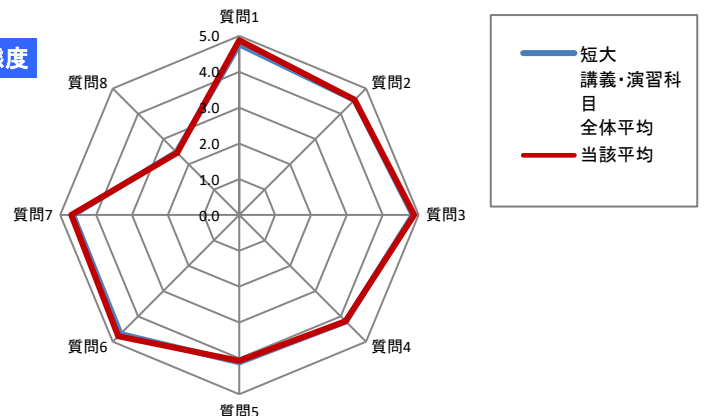 態度
質問1
質問2
質問3
質問4
質問5
質問6
質問7
質問8
5.0
4.0
3.0
2.0
1.0
0.0
短大
講義・演習科
目
全体平均
当該平均